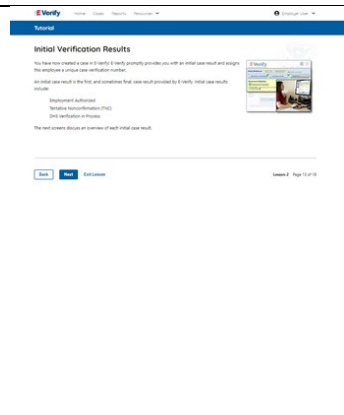 E-Verify Home Cases Reports Resources Employer User
Tutorial
Initial Verification Results
You have now created a case in E-Verify. E-Verify promptly provides you with an initial case result and assigns
this employee a unique case verification number.
An initial case result is the first, and sometimes final, case result provided by E-Verify. Initial case results
include:
Employment Authorized
Tentative Nonconfirmation (TNC)
DHS Verification in Process
The next screens discuss an overview of each initial case result.
Back Next Exit Lesson Lesson 2 Page 13 of 18